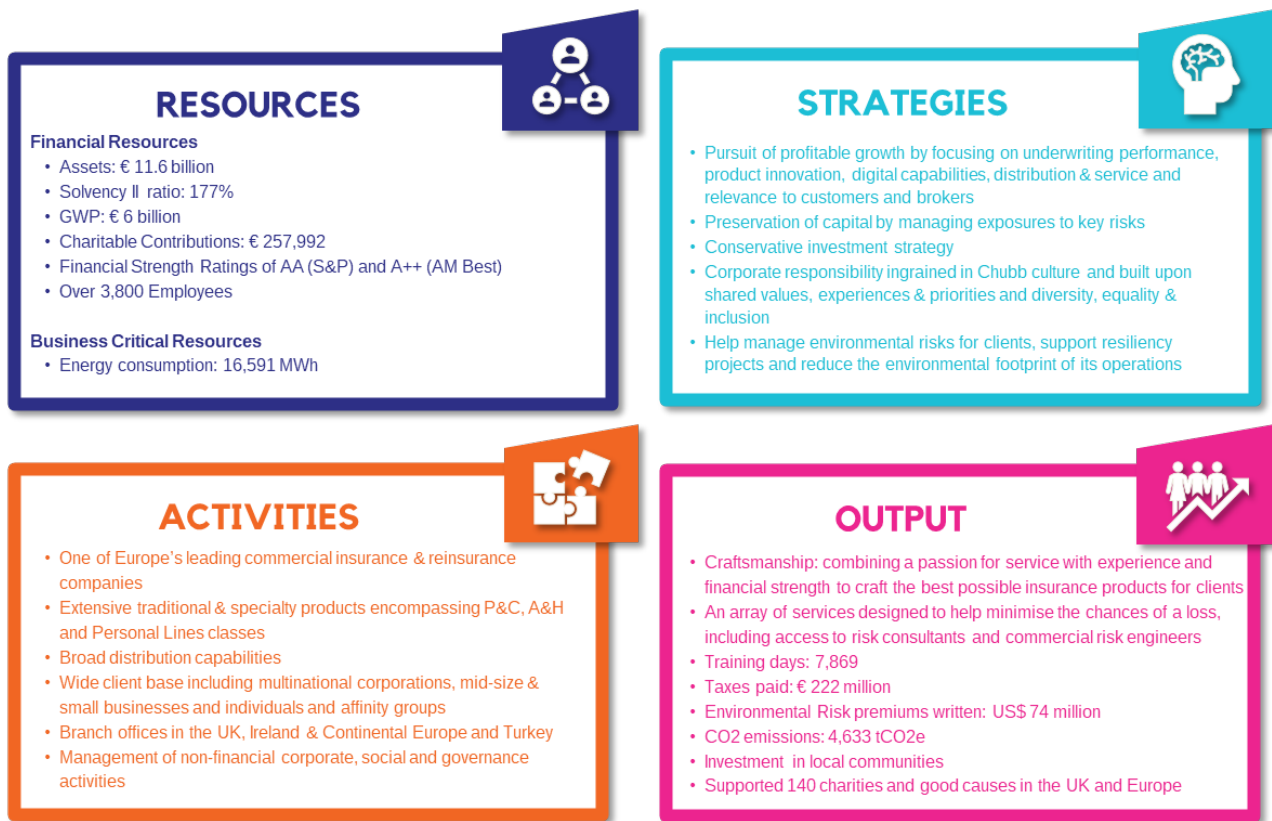 RESOURCES
Financial Resources
• Assets: € 11.6 billion
• Solvency II ratio: 177%
• GWP: € 6 billion
• Charitable Contributions: € 257,992
• Financial Strength Ratings of AA (S&P) and A++ (AM Best)
• Over 3,800 Employees
Business Critical Resources
• Energy consumption: 16,591 MWh
STRATEGIES
• Pursuit of profitable growth by focusing on underwriting performance,
product innovation, digital capabilities, distribution & service and
relevance to customers and brokers
• Preservation of capital by managing exposures to key risks
• Conservative investment strategy
• Corporate responsibility ingrained in Chubb culture and built upon
shared values, experiences & priorities and diversity, equality &
inclusion
• Help manage environmental risks for clients, support resiliency
projects and reduce the environmental footprint of its operations
ACTIVITIES
• One of Europe's leading commercial insurance & reinsurance
companies
• Extensive traditional & specialty products encompassing P&C, A&H
and Personal Lines classes
• Broad distribution capabilities
• Wide client base including multinational corporations, mid-size &
small businesses and individuals and affinity groups
• Branch offices in the UK, Ireland & Continental Europe and Turkey
• Management of non-financial corporate, social and governance
activities
OUTPUT
• Craftsmanship: combining a passion for service with experience and
financial strength to craft the best possible insurance products for clients
• An array of services designed to help minimise the chances of a loss,
including access to risk consultants and commercial risk engineers
• Training days: 7,869
• Taxes paid: € 222 million
• Environmental Risk premiums written: US$ 74 million
• CO2 emissions: 4,633 tCO2e
• Investment in local communities
• Supported 140 charities and good causes in the UK and Europe